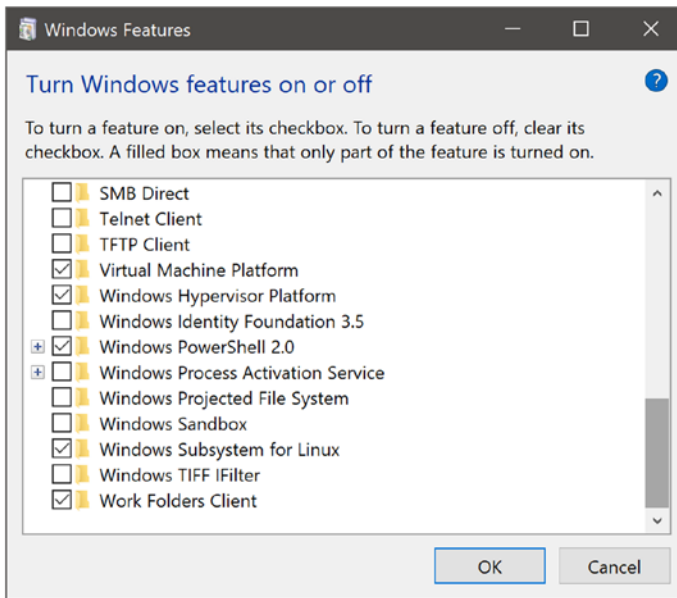 Windows Features
Turn Windows features on or off
To turn a feature on, select its checkbox. To turn a feature off, clear its
checkbox. A filled box means that only part of the feature is turned on.
SMB Direct
Telnet Client
TFTP Client
Virtual Machine Platform
Windows Hypervisor Platform
Windows Identity Foundation 3.5
Windows PowerShell 2.0
Windows Process Activation Service
Windows Projected File System
Windows Sandbox
Windows Subsystem for Linux
Windows TIFF IFilter
Work Folders Client
OK Cancel